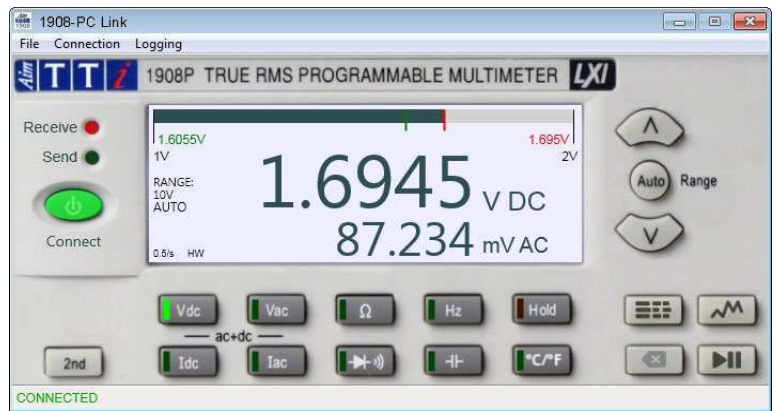 1908-PC Link
File Connection Logging
Aim TTi 1908P TRUE RMS PROGRAMMABLE MULTIMETER LXI
Receive
Send
Connect
1.6055V 1.695V
1V 2V
RANGE:
10V
AUTO
1.6945 V DC
87.234 mV AC
0.5/s HW
Auto Range
Vdc Vac Ω Hz Hold
ac+dc
2nd Idc Iac °C/°F
CONNECTED